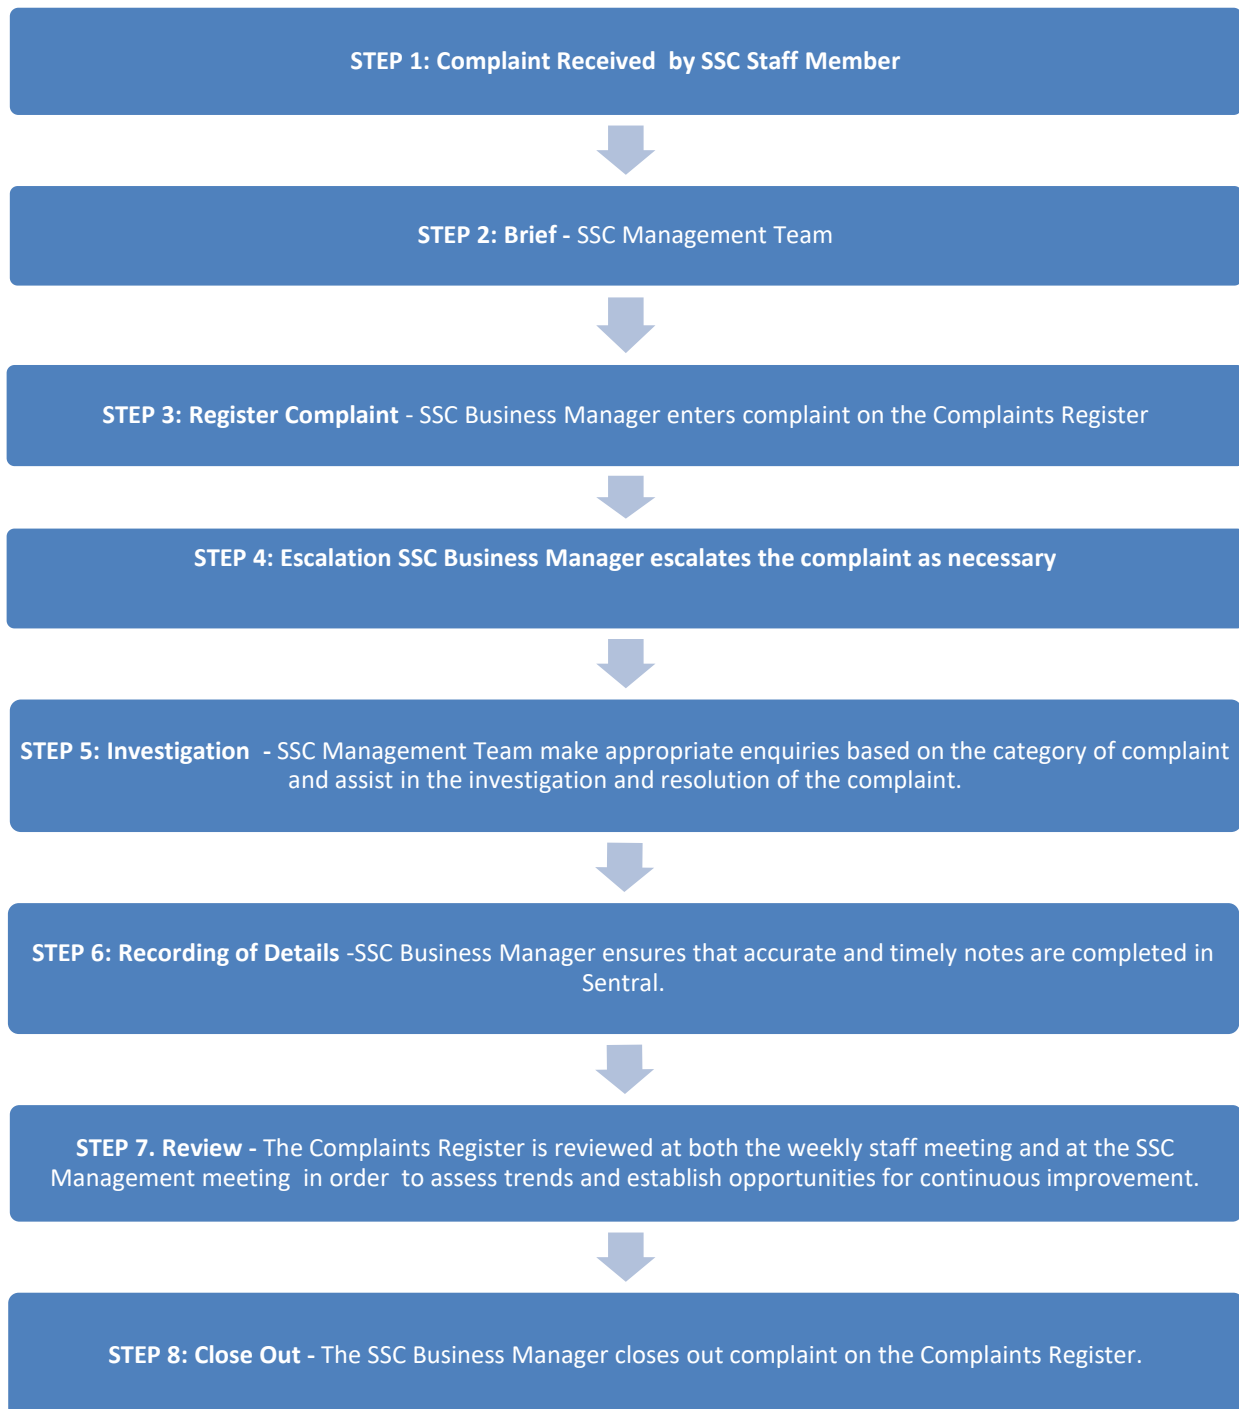 STEP 1: Complaint Received  by SSC Staff Member
STEP 2: Brief - SSC Management Team
STEP 3: Register Complaint - SSC Business Manager enters complaint on the Complaints Register
STEP 4: Escalation SSC Business Manager escalates the complaint as necessary
STEP 5: Investigation  - SSC Management Team make appropriate enquiries based on the category of complaint
and assist in the investigation and resolution of the complaint.
STEP 6: Recording of Details -SSC Business Manager ensures that accurate and timely notes are completed in
Sentral.
STEP 7. Review - The Complaints Register is reviewed at both the weekly staff meeting and at the SSC
Management meeting  in order  to assess trends and establish opportunities for continuous improvement.
STEP 8: Close Out - The SSC Business Manager closes out complaint on the Complaints Register.